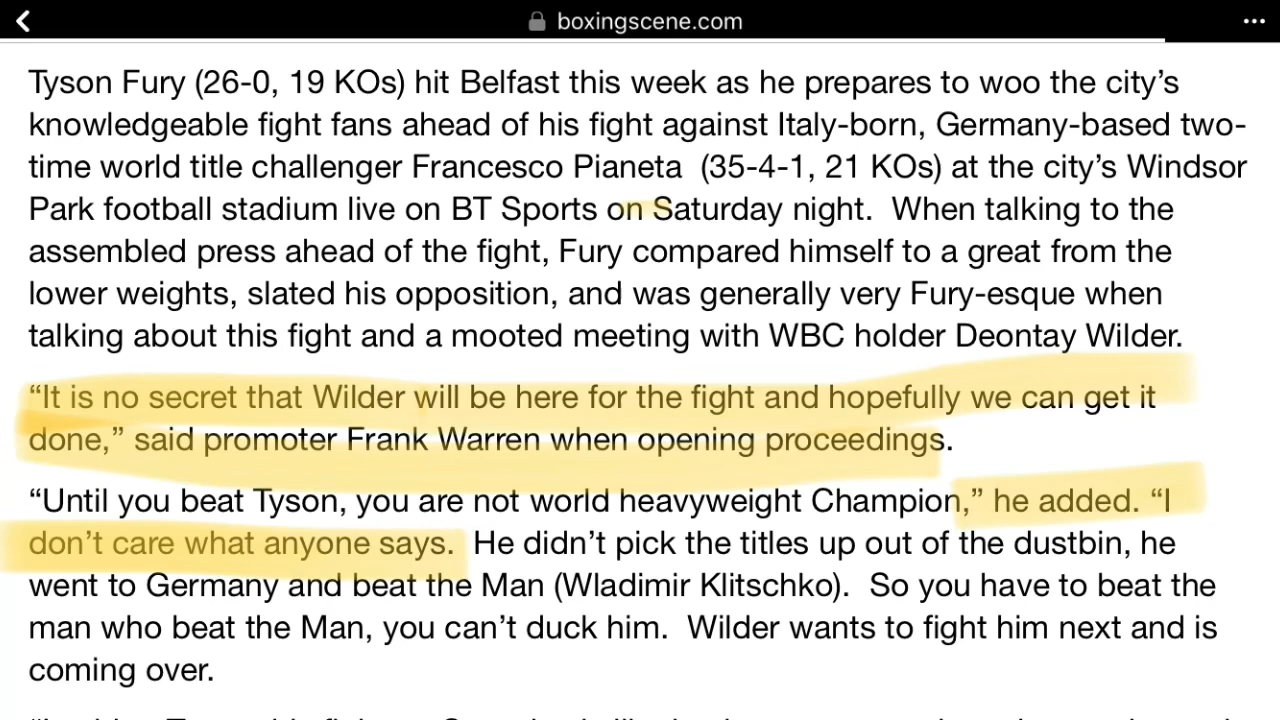 boxingscene.com
Tyson Fury (26-0, 19 KOs) hit Belfast this week as he prepares to woo the city’s
knowledgeable fight fans ahead of his fight against Italy-born, Germany-based two-
time world title challenger Francesco Pianeta  (35-4-1, 21 KOs) at the city’s Windsor
Park football stadium live on BT Sports on Saturday night.  When talking to the
assembled press ahead of the fight, Fury compared himself to a great from the
lower weights, slated his opposition, and was generally very Fury-esque when
talking about this fight and a mooted meeting with WBC holder Deontay Wilder.
“It is no secret that Wilder will be here for the fight and hopefully we can get it
done,” said promoter Frank Warren when opening proceedings.
“Until you beat Tyson, you are not world heavyweight Champion,” he added. “I
don’t care what anyone says.  He didn’t pick the titles up out of the dustbin, he
went to Germany and beat the Man (Wladimir Klitschko).  So you have to beat the
man who beat the Man, you can’t duck him.  Wilder wants to fight him next and is
coming over.